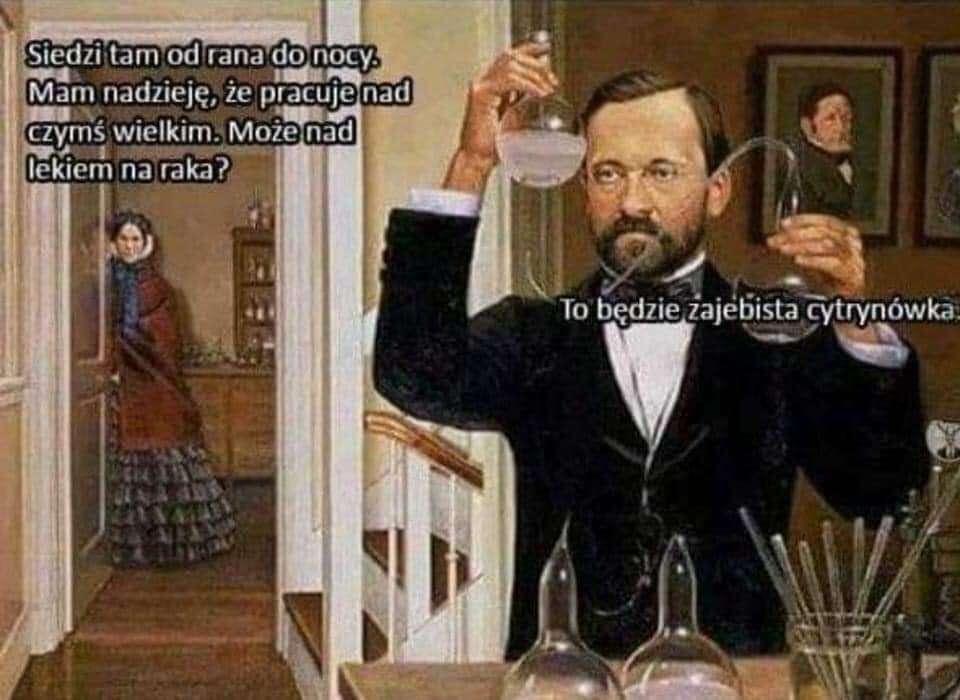 Siedzi tam od rana do nocy.
Mam nadzieję, że pracuje nad
czymś wielkim. Może nad
lekiem na raka?
To będzie zajebista cytrynówka.